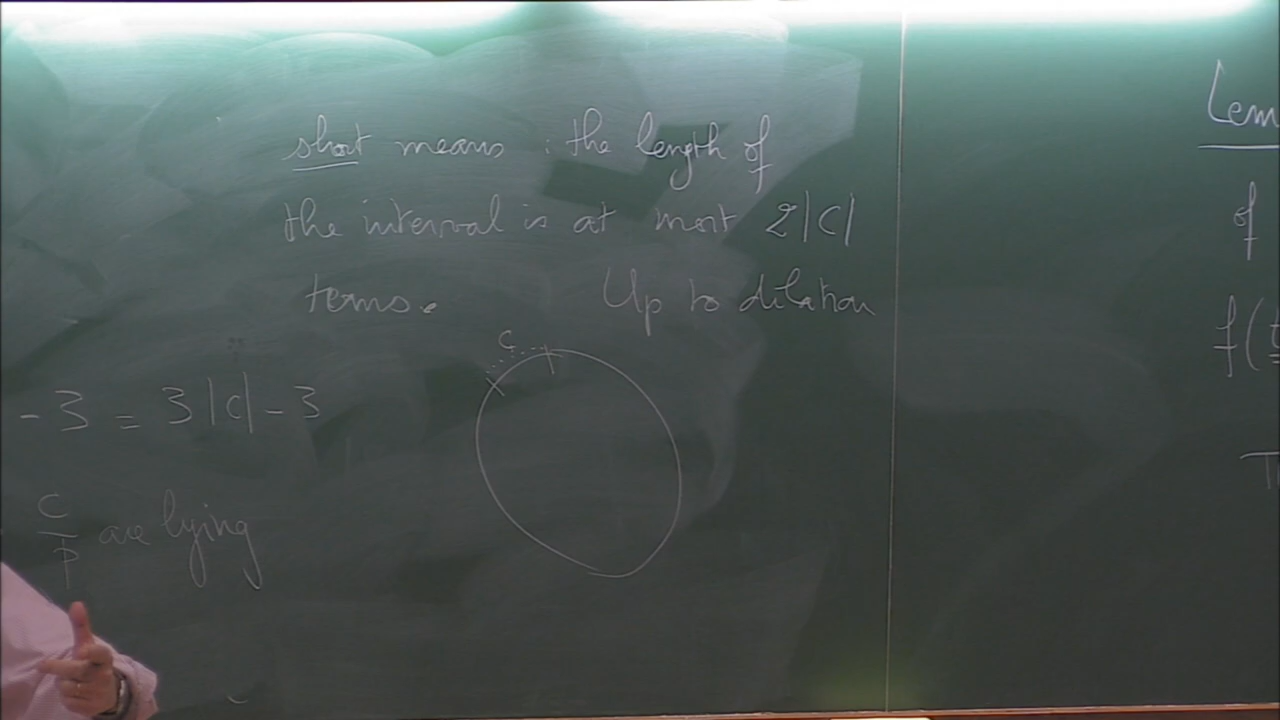 short means : the length of
the interval is at most 2|C|
terms. Up to dilation
C
- 3 = 3|C| - 3
C
p are lying
Lem
of
f(
T